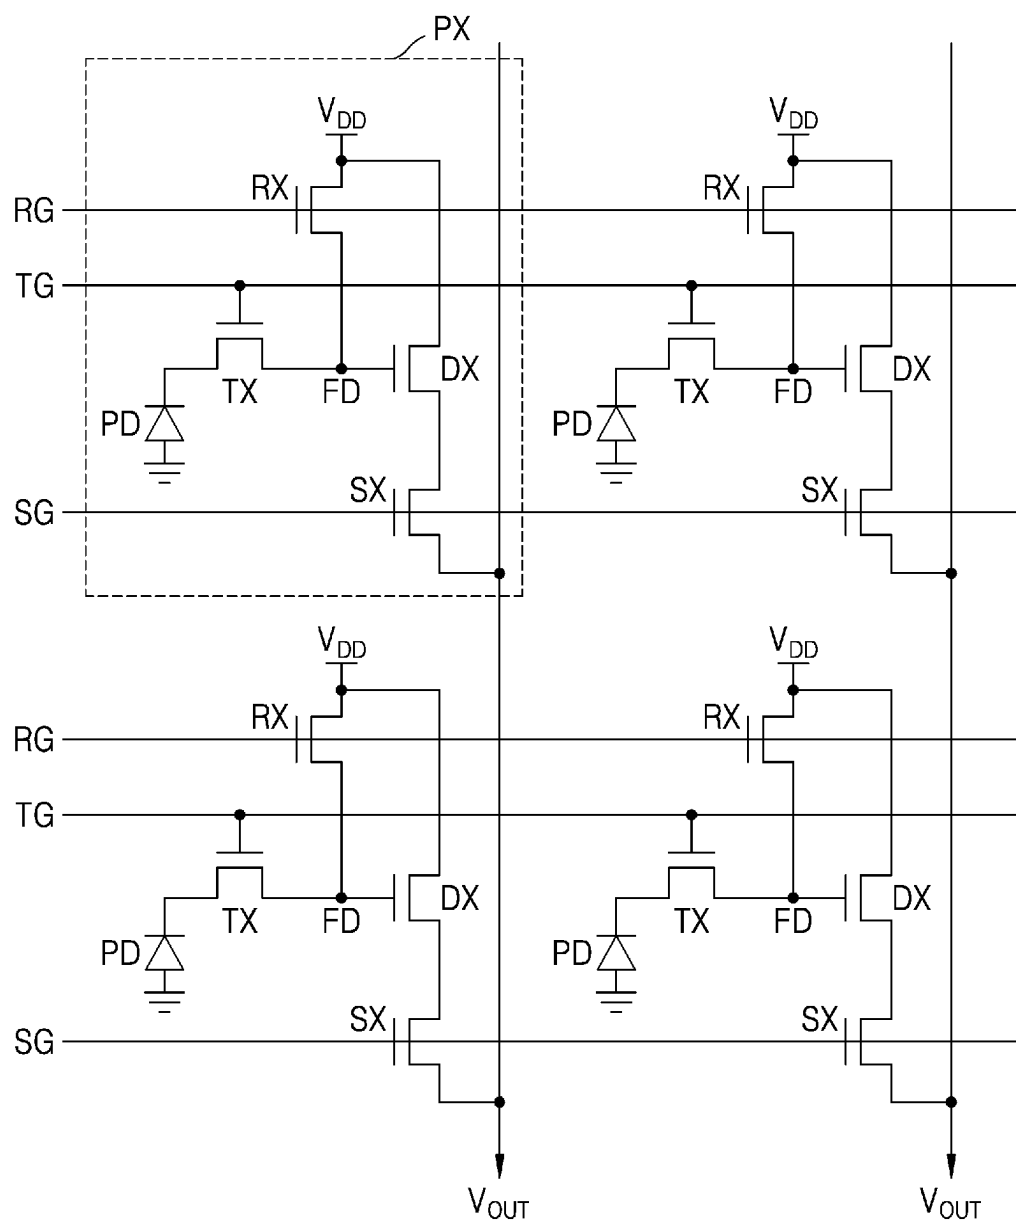 PX
VDD VDD
RX RX
RG
TG
TX FD DX TX FD DX
PD PD
SX SX
SG
VDD VDD
RX RX
RG
TG
TX FD DX TX FD DX
PD PD
SX SX
SG
VOUT VOUT